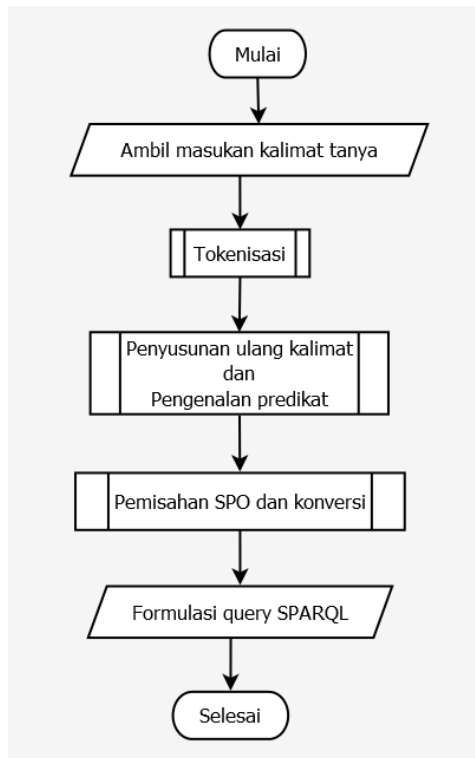 Mulai
Ambil masukan kalimat tanya
Tokenisasi
Penyusunan ulang kalimat
dan
Pengenalan predikat
Pemisahan SPO dan konversi
Formulasi query SPARQL
Selesai